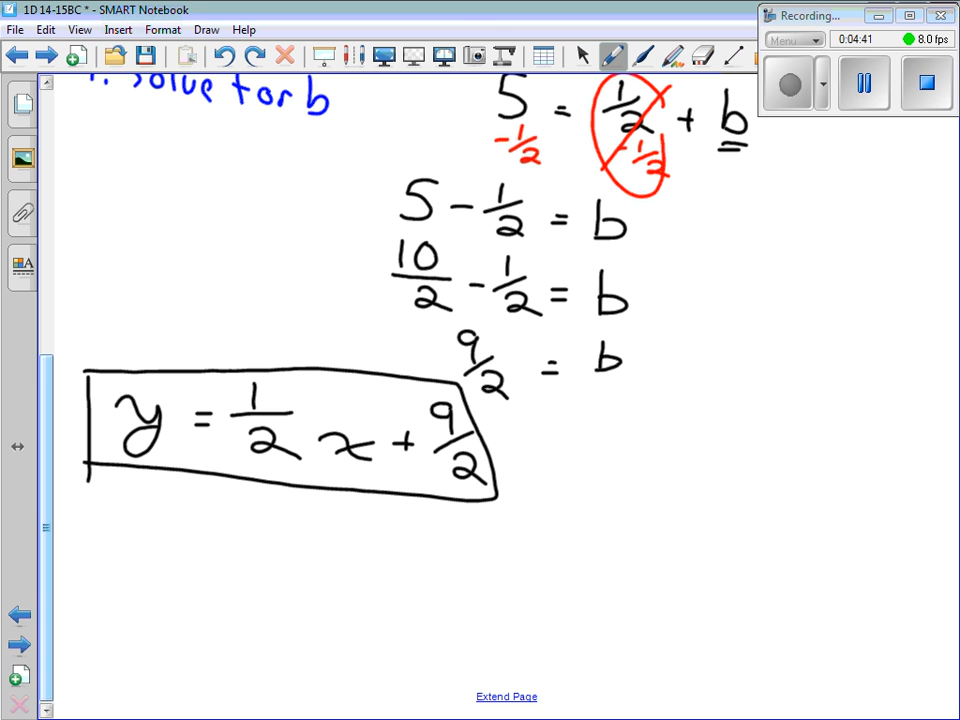 1D 14-15BC * - SMART Notebook
File Edit View Insert Format Draw Help
Recording...
Menu 0:04:41 8.0 fps
solve for b
5 = 1/2 + b
-1/2 -1/2
5 - 1/2 = b
10/2 - 1/2 = b
9/2 = b
y = 1/2 x + 9/2
Extend Page